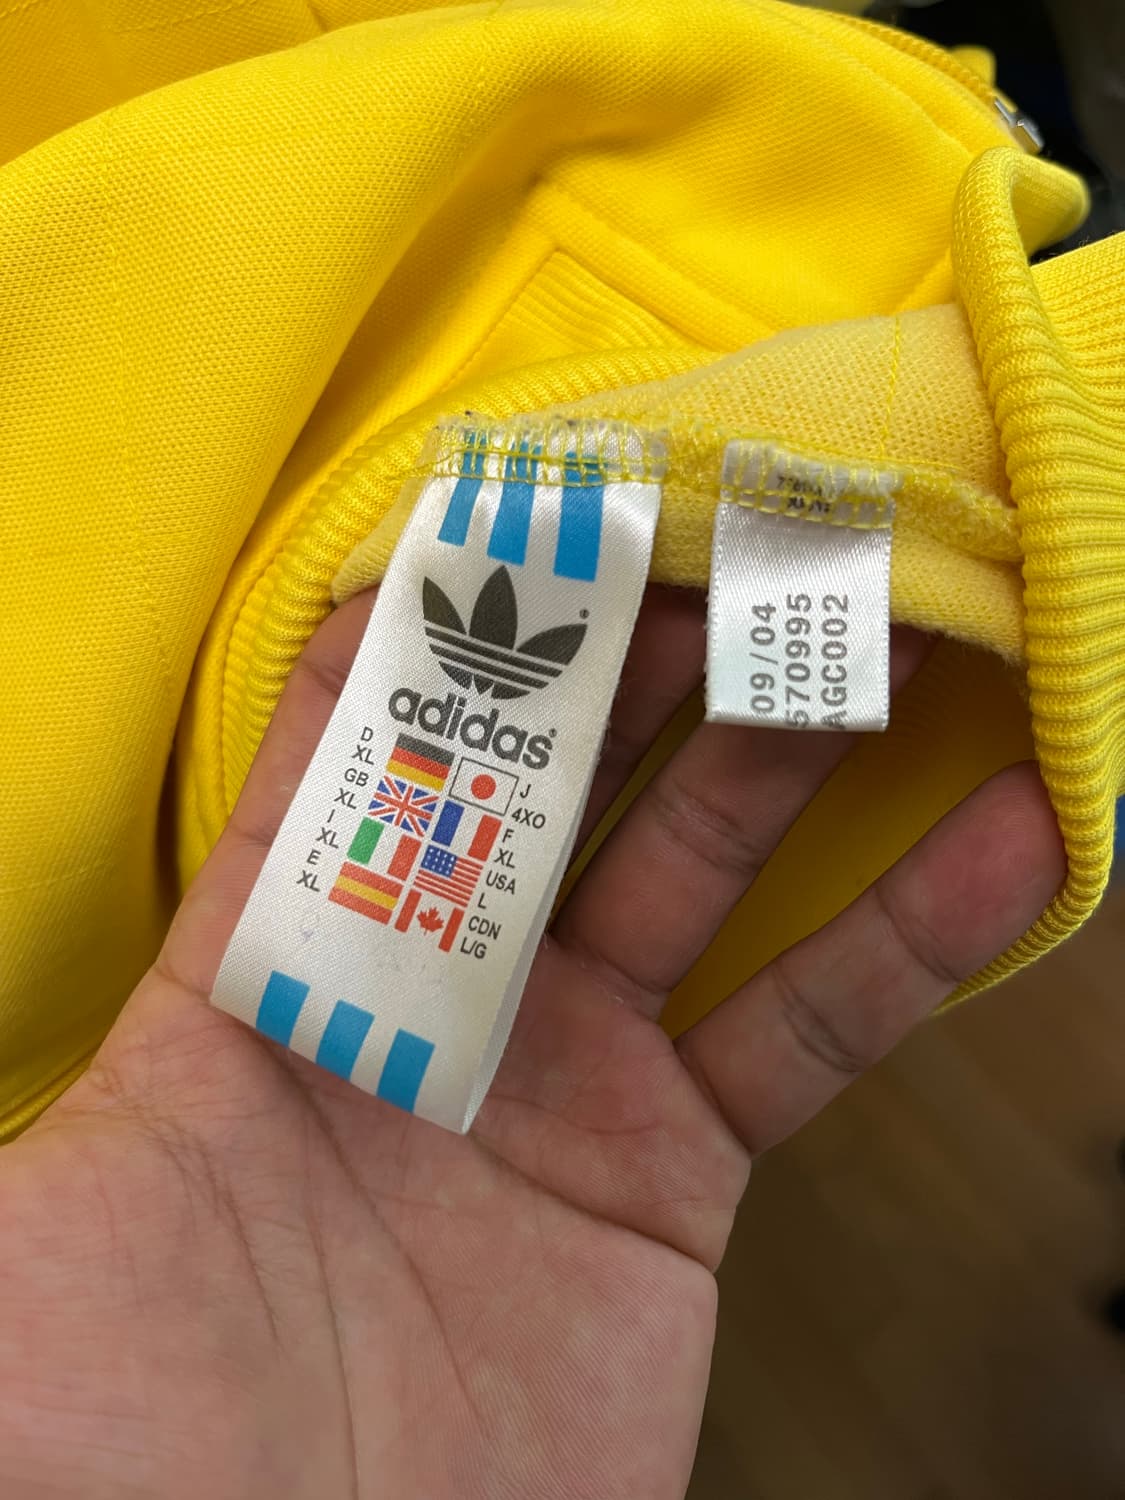 adidas
D
XL
GB
XL
I
XL
E
XL
J
4XO
F
XL
USA
L
CDN
L/G
09/04
570995
AGC002